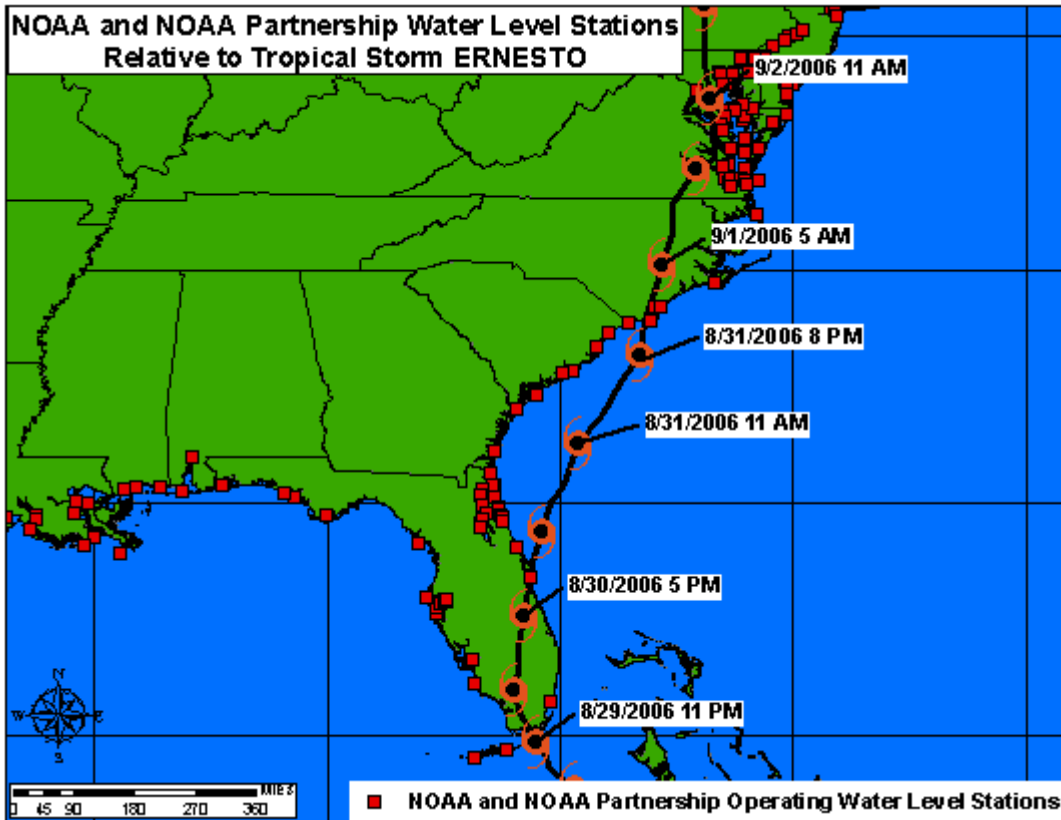 NOAA and NOAA Partnership Water Level Stations
Relative to Tropical Storm ERNESTO
9/2/2006 11 AM
9/1/2006 5 AM
8/31/2006 8 PM
8/31/2006 11 AM
8/30/2006 5 PM
N
W E
S
8/29/2006 11 PM
Miles
0 45 90 180 270 360
NOAA and NOAA Partnership Operating Water Level Stations